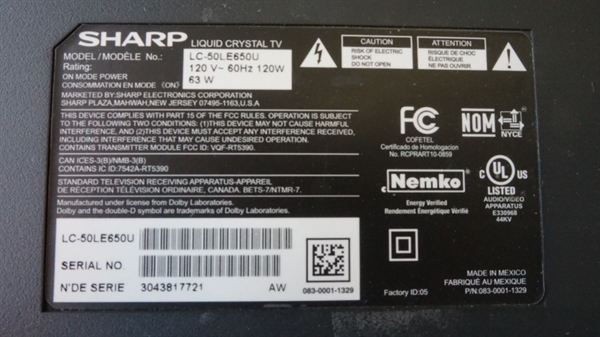 SHARP LIQUID CRYSTAL TV
MODEL / MODÈLE No.: LC-50LE650U
Rating: 120 V~ 60Hz 120W
ON MODE POWER
CONSOMMATION EN MODE (ON) 63 W
MARKETED BY: SHARP ELECTRONICS CORPORATION
SHARP PLAZA, MAHWAH, NEW JERSEY 07495-1163, U.S.A
THIS DEVICE COMPLIES WITH PART 15 OF THE FCC RULES. OPERATION IS SUBJECT
TO THE FOLLOWING TWO CONDITIONS: (1)THIS DEVICE MAY NOT CAUSE HARMFUL
INTERFERENCE, AND (2)THIS DEVICE MUST ACCEPT ANY INTERFERENCE
RECEIVED, INCLUDING INTERFERENCE THAT MAY CAUSE UNDESIRED OPERATION.
CONTAINS TRANSMITTER MODULE FCC ID: VQF-RT5390.
CAN ICES-3(B)/NMB-3(B)
CONTAINS IC ID:7542A-RT5390
STANDARD TELEVISION RECEIVING APPARATUS-APPAREIL
DE RÉCEPTION TÉLÉVISION ORDINAIRE, CANADA. BETS-7/NTMR-7.
Manufactured under license from Dolby Laboratories.
Dolby and the double-D symbol are trademarks of Dolby Laboratories.
LC-50LE650U
SERIAL NO
N'DE SERIE 3043817721 AW
083-0001-1329
CAUTION
RISK OF ELECTRIC
SHOCK
DO NOT OPEN
ATTENTION
RISQUE DE CHOC
ÉLECTRIQUE
NE PAS OUVRIR
FC
COFETEL
Certificado de Homologacion
No. RCPRART10-0859
NOM
NYCE
Nemko
Energy Verified
Rendement Énergétique Vérifié
c UL US
LISTED
AUDIO/VIDEO
APPARATUS
E330968
44KV
Factory ID:05
MADE IN MEXICO
FABRIQUÉ AU MEXIQUE
P/N:083-0001-1329